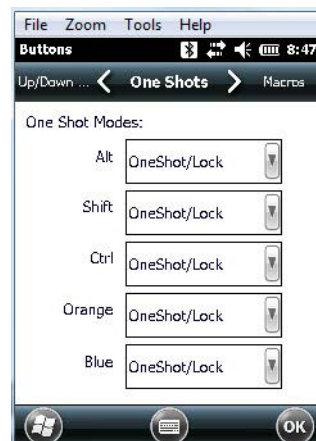 File Zoom Tools Help
Buttons 8:47
Up/Down ... One Shots Macros
One Shot Modes:
Alt OneShot/Lock
Shift OneShot/Lock
Ctrl OneShot/Lock
Orange OneShot/Lock
Blue OneShot/Lock
OK